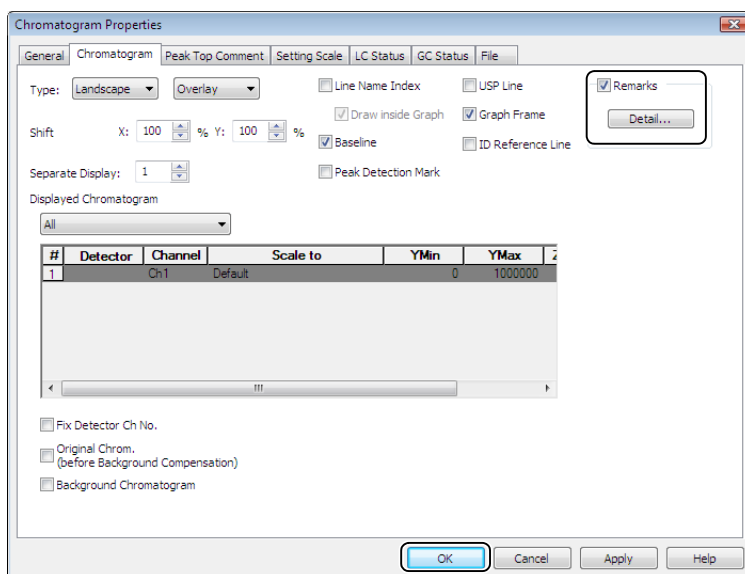 Chromatogram Properties
General Chromatogram Peak Top Comment Setting Scale LC Status GC Status File
Type: Landscape Overlay Line Name Index USP Line Remarks
Draw inside Graph Graph Frame Detail...
Shift X: 100 % Y: 100 %
Baseline ID Reference Line
Separate Display: 1 Peak Detection Mark
Displayed Chromatogram
All
# Detector Channel Scale to YMin YMax
1 Ch1 Default 0 1000000
Fix Detector Ch No.
Original Chrom.
(before Background Compensation)
Background Chromatogram
OK Cancel Apply Help